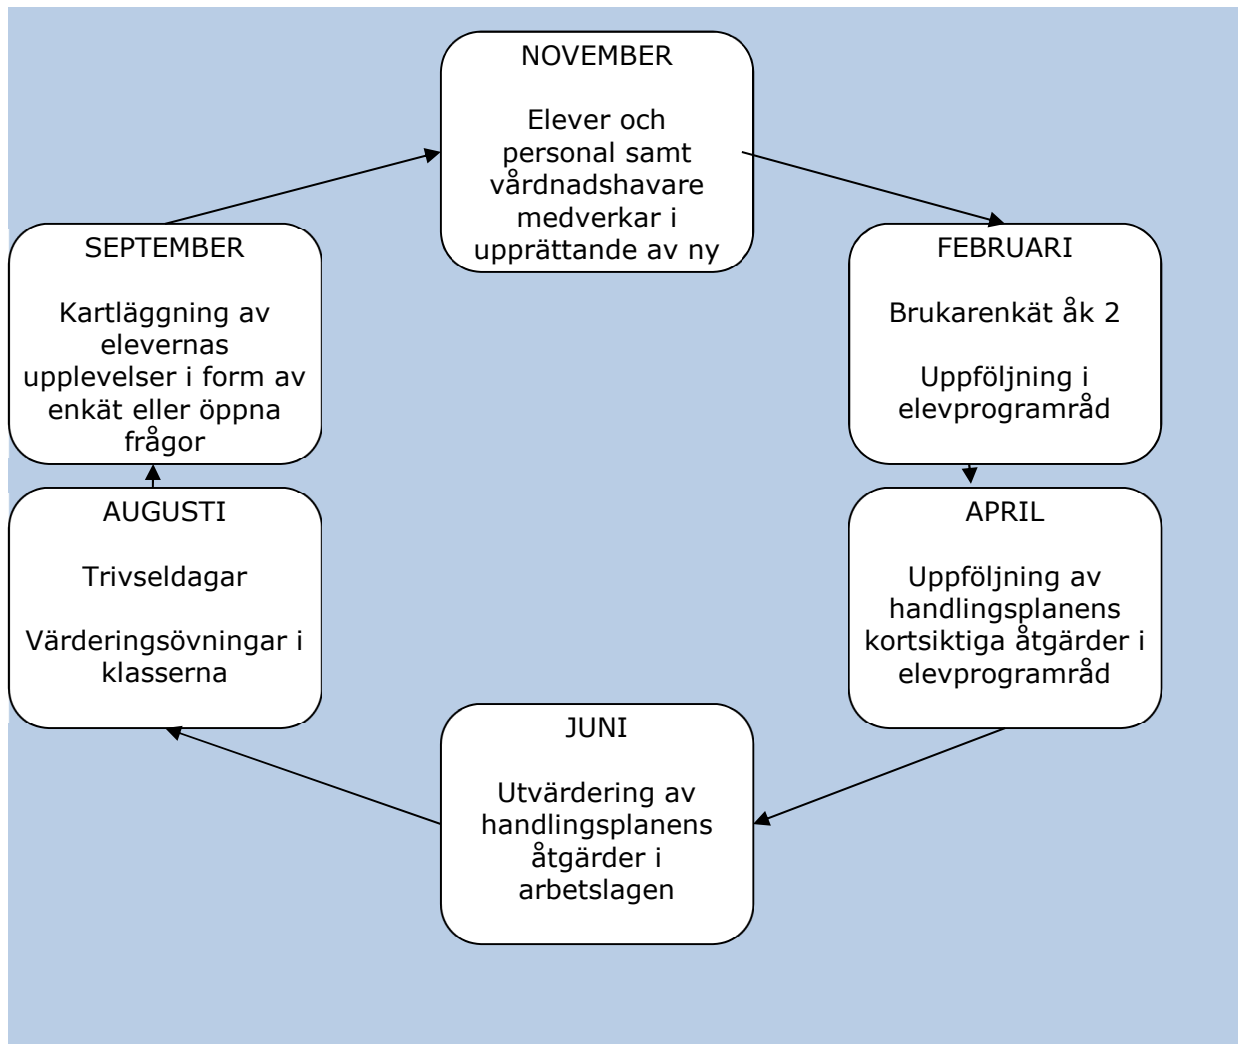 NOVEMBER
Elever och
personal samt
vårdnadshavare
medverkar i
upprättande av ny
FEBRUARI
Brukarenkät åk 2
Uppföljning i
elevprogramråd
APRIL
Uppföljning av
handlingsplanens
kortsiktiga åtgärder i
elevprogramråd
JUNI
Utvärdering av
handlingsplanens
åtgärder i
arbetslagen
AUGUSTI
Trivseldagar
Värderingsövningar i
klasserna
SEPTEMBER
Kartläggning av
elevernas
upplevelser i form av
enkät eller öppna
frågor